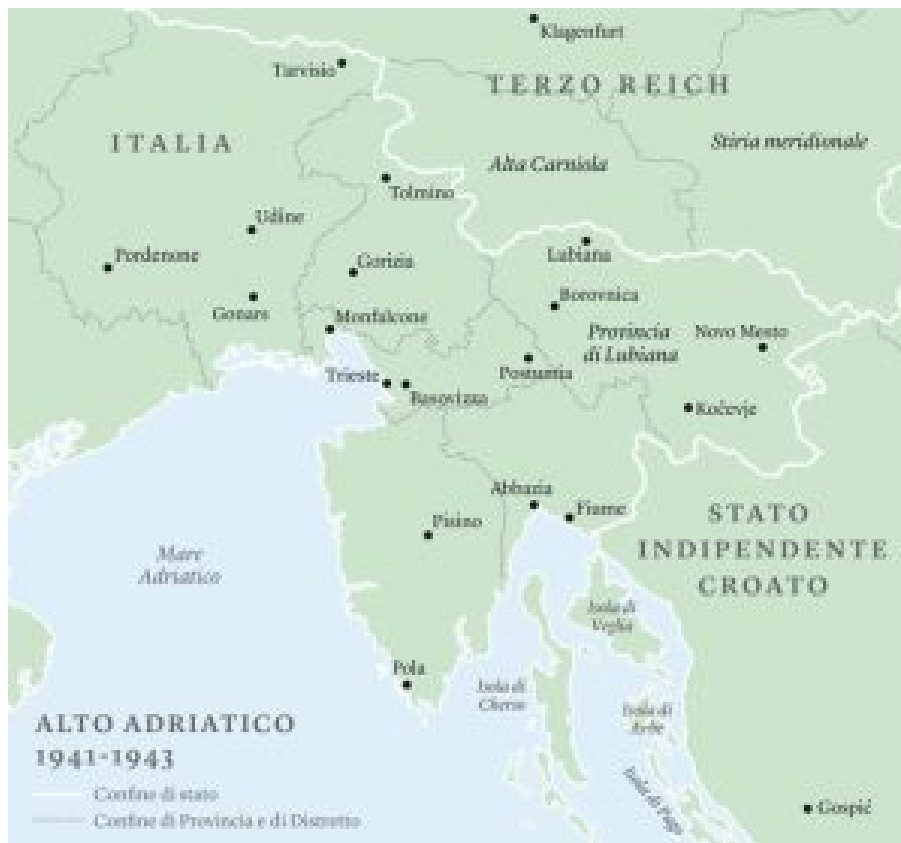 Klagenfurt
Tarvisio
TERZO REICH
ITALIA
Stiria meridionale
Alta Carniola
Tolmino
Udine
Pordenone
Gorizia
Lubiana
Gonars
Borovnica
Monfalcone
Provincia
di Lubiana
Novo Mesto
Postumia
Trieste
Basovizza
Kočevje
Abbazia
Fiume
Pisino
STATO
INDIPENDENTE
CROATO
Mare
Adriatico
Isola di
Veglia
Pola
Isola di
Cherso
Isola di
Arbe
Isola di Pago
ALTO ADRIATICO
1941-1943
Confine di stato
Confine di Provincia e di Distretto
Gospić